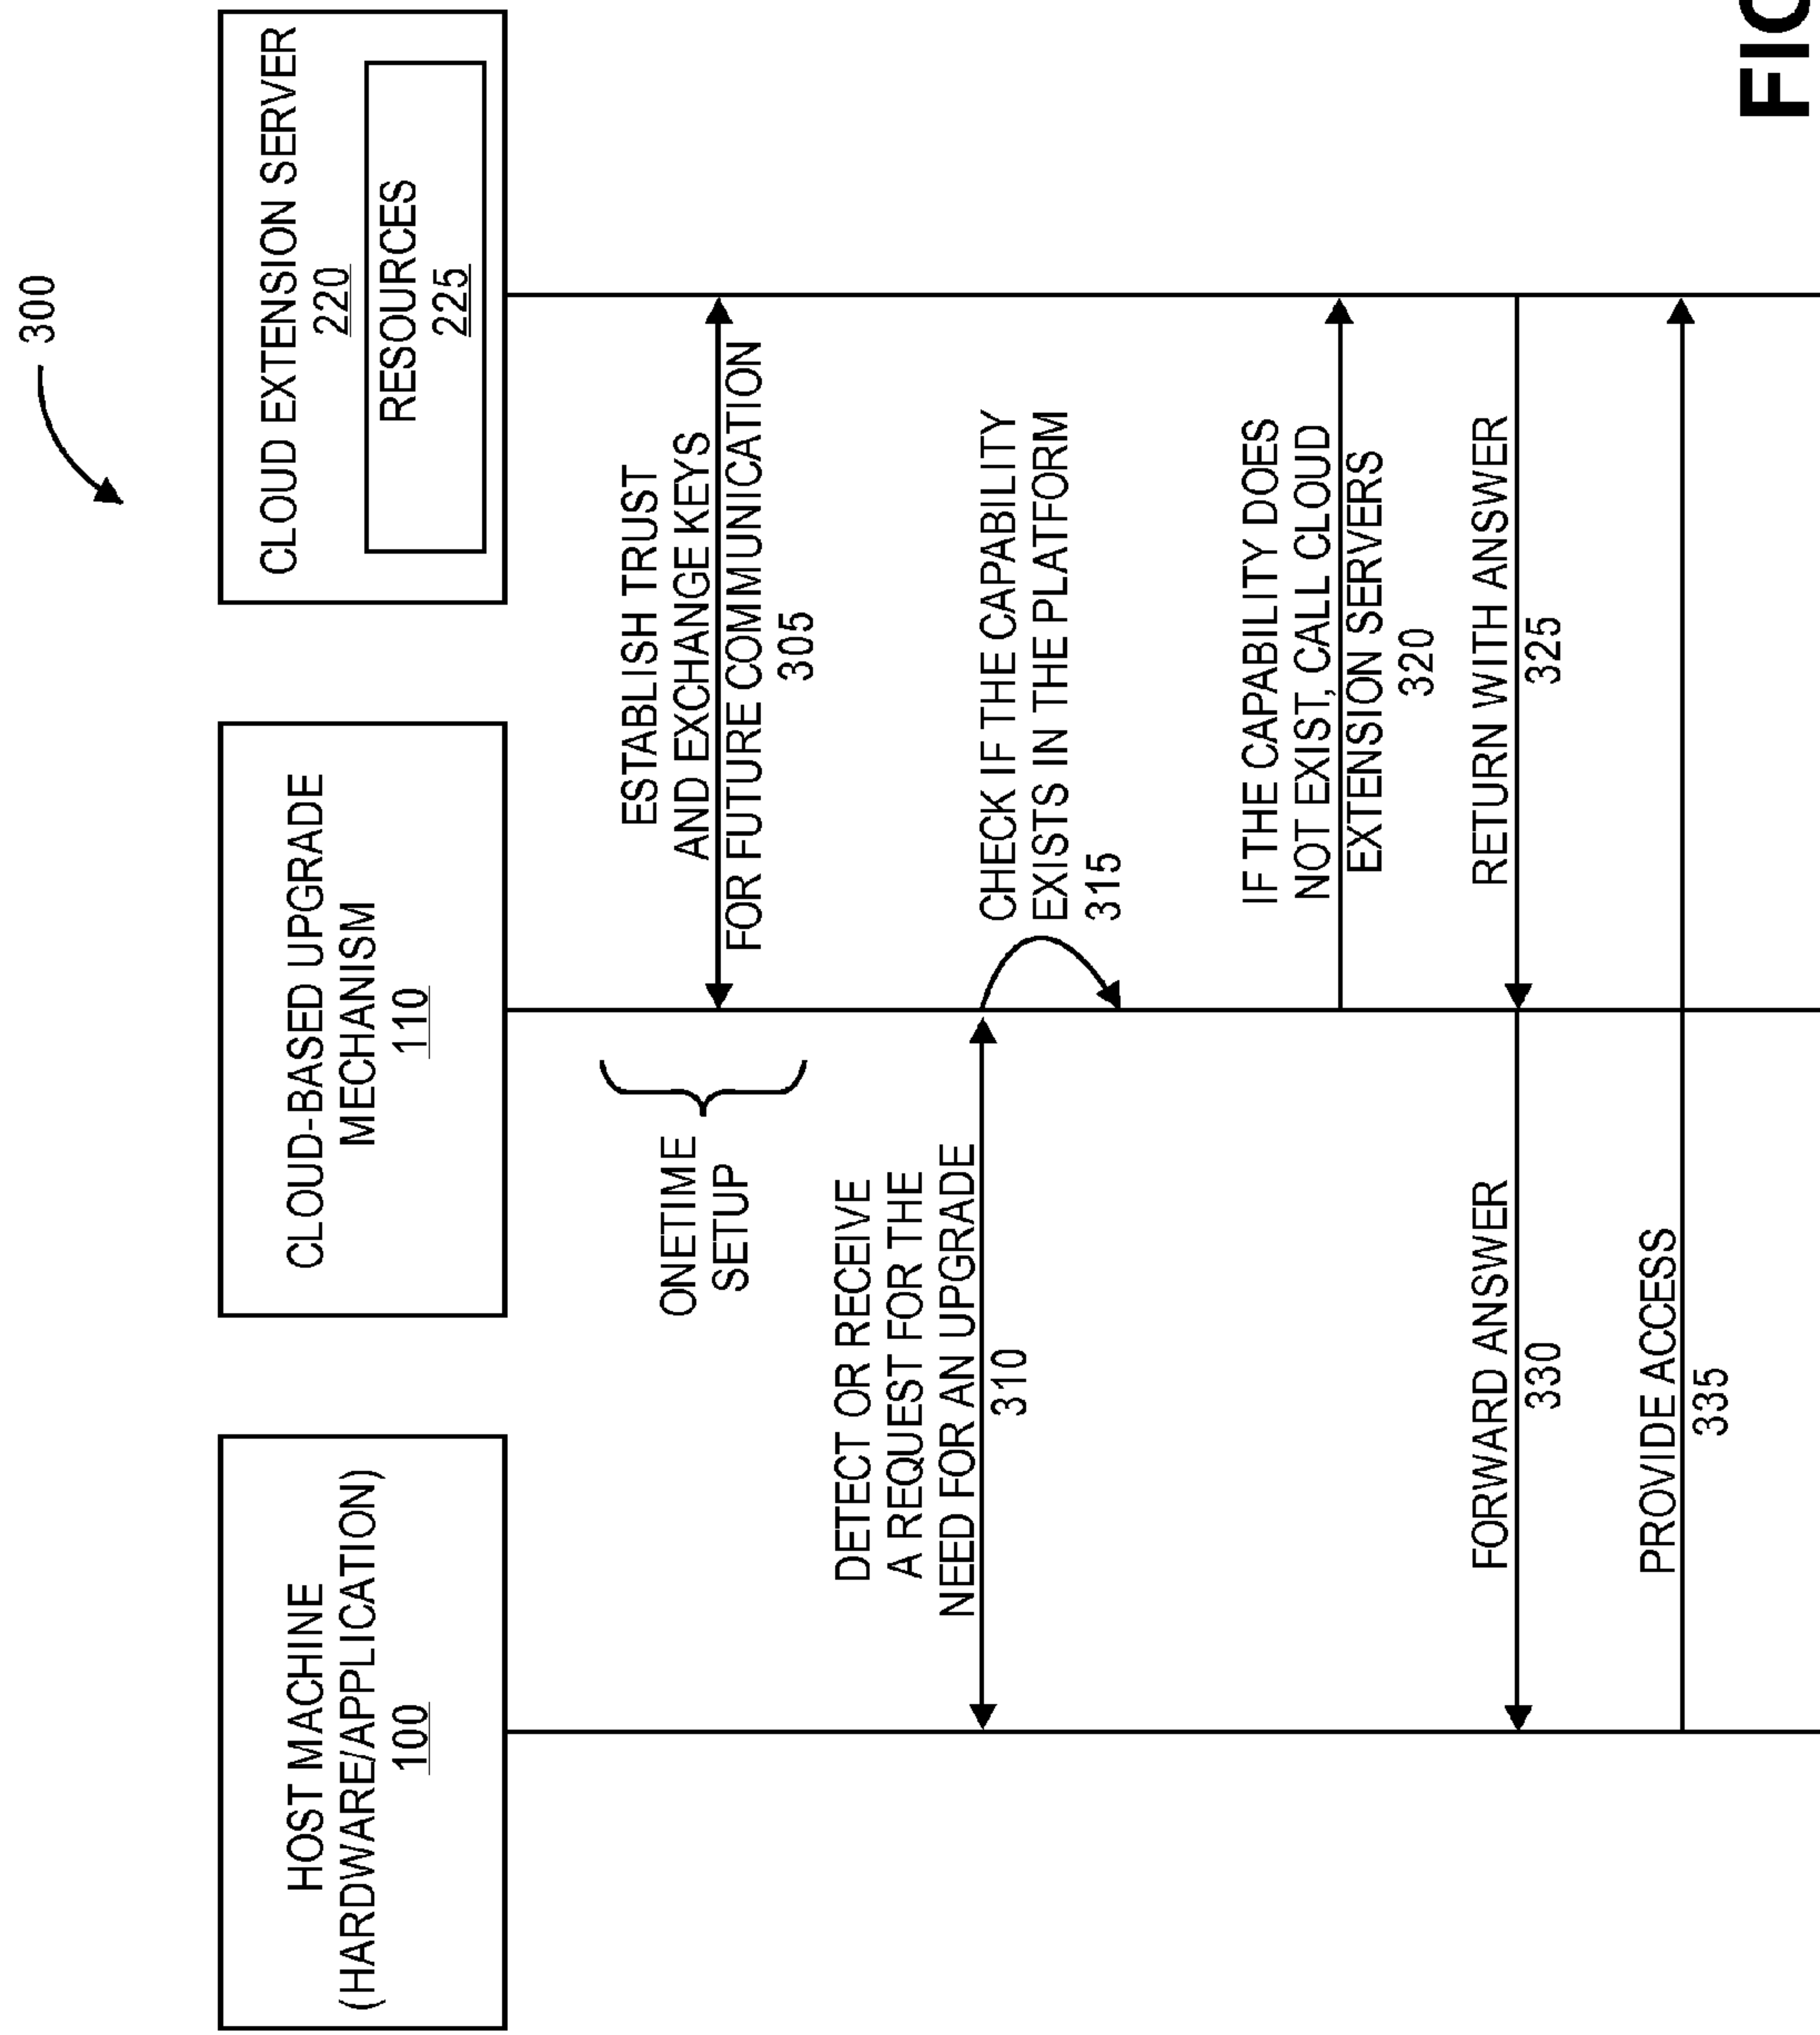 300
HOST MACHINE
(HARDWARE/APPLICATION)
100
CLOUD-BASED UPGRADE
MECHANISM
110
CLOUD EXTENSION SERVER
220
RESOURCES
225
ONETIME
SETUP
ESTABLISH TRUST
AND EXCHANGE KEYS
FOR FUTURE COMMUNICATION
305
DETECT OR RECEIVE
A REQUEST FOR THE
NEED FOR AN UPGRADE
310
CHECK IF THE CAPABILITY
EXISTS IN THE PLATFORM
315
IF THE CAPABILITY DOES
NOT EXIST, CALL CLOUD
EXTENSION SERVERS
320
RETURN WITH ANSWER
325
FORWARD ANSWER
330
PROVIDE ACCESS
335